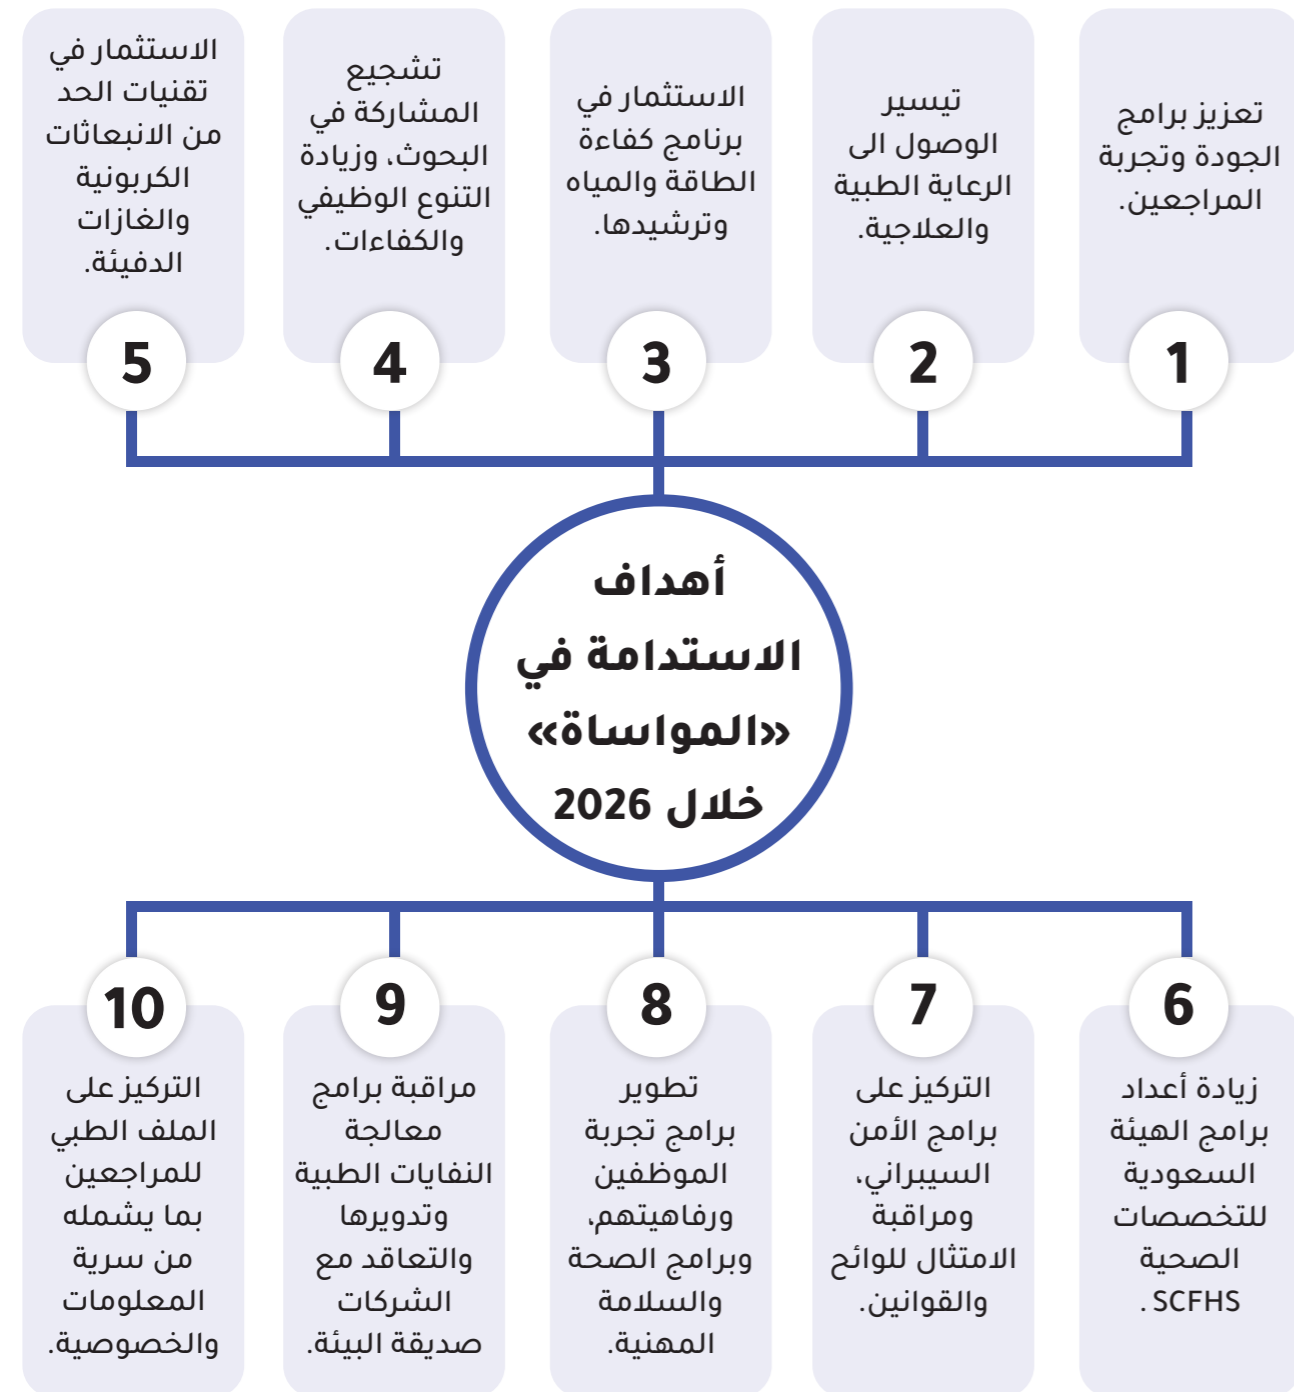 تعزيز برامج
الجودة وتجربة
المراجعين.
1
تيسير
الوصول الى
الرعاية الطبية
والعلاجية.
2
الاستثمار في
برنامج كفاءة
الطاقة والمياه
وترشيدها.
3
تشجيع
المشاركة في
البحوث، وزيادة
التنوع الوظيفي
والكفاءات.
4
الاستثمار في
تقنيات الحد
من الانبعاثات
الكربونية
والغازات
الدفيئة.
5
أهداف
الاستدامة في
«المواساة»
خلال 2026
6
زيادة أعداد
برامج الهيئة
السعودية
للتخصصات
الصحية
SCFHS .
7
التركيز على
برامج الأمن
السيبراني،
ومراقبة
الامتثال للوائح
والقوانين.
8
تطوير
برامج تجربة
الموظفين
ورفاهيتهم،
وبرامج الصحة
والسلامة
المهنية.
9
مراقبة برامج
معالجة
النفايات الطبية
وتدويرها
والتعاقد مع
الشركات
صديقة البيئة.
10
التركيز على
الملف الطبي
للمراجعين
بما يشمله
من سرية
المعلومات
والخصوصية.